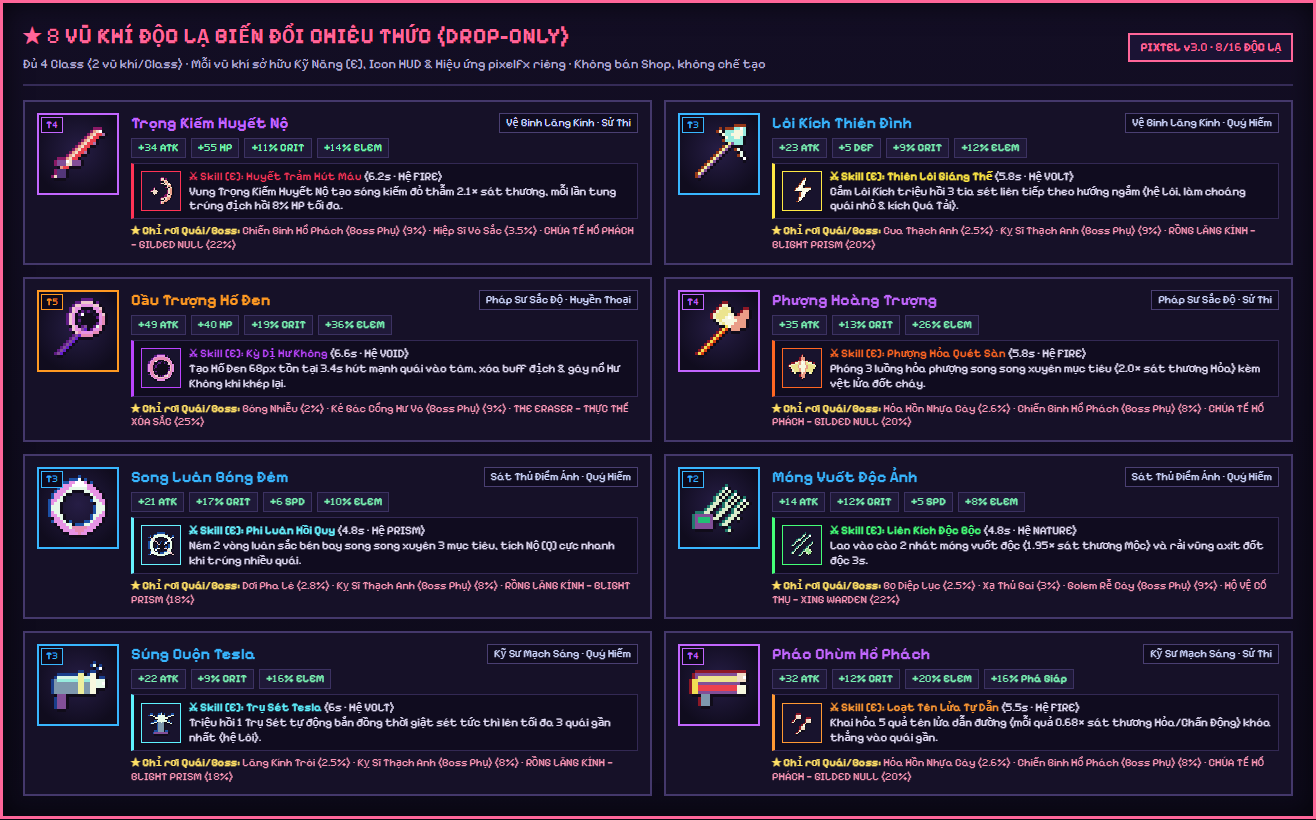 ★ 8 VŨ KHÍ ĐỘC LẠ BIẾN ĐỔI CHIÊU THỨC (DROP-ONLY)
Đủ 4 Class (2 vũ khí/Class) · Mỗi vũ khí sở hữu Kỹ Năng [E], Icon HUD & Hiệu ứng pixelfx riêng · Không bán Shop, không chế tạo
PIXTEL v3.0 · 8/16 ĐỘC LẠ
T4
Trọng Kiếm Huyết Nộ
Vệ Binh Lăng Kính · Sử Thi
+34 ATK +55 HP +11% CRIT +14% ELEM
⚔ Skill [E]: Huyết Trảm Hút Máu (6.2s · Hệ FIRE)
Vung Trọng Kiếm Huyết Nộ tạo sóng kiếm đỏ thẫm 2.1× sát thương, mỗi lần tung
trúng địch hồi 8% HP tối đa.
★ Chỉ rơi Quái/Boss: Chiến Binh Hổ Phách (Boss Phụ) (9%) · Hiệp Sĩ Vô Sắc (3.5%) · CHÚA TỂ HỔ PHÁCH
– GILDED NULL (22%)
T3
Lôi Kích Thiên Đình
Vệ Binh Lăng Kính · Quý Hiếm
+23 ATK +5 DEF +9% CRIT +12% ELEM
⚔ Skill [E]: Thiên Lôi Giáng Thế (5.8s · Hệ VOLT)
Cắm Lôi Kích triệu hồi 3 tia sét liên tiếp theo hướng ngắm (hệ Lôi, làm choáng
quái nhỏ & kích Quá Tải).
★ Chỉ rơi Quái/Boss: Cua Thạch Anh (2.5%) · Kỵ Sĩ Thạch Anh (Boss Phụ) (9%) · RỒNG LĂNG KÍNH –
BLIGHT PRISM (20%)
T5
Cầu Trượng Hố Đen
Pháp Sư Sắc Độ · Huyền Thoại
+49 ATK +40 HP +19% CRIT +36% ELEM
⚔ Skill [E]: Kỳ Dị Hư Không (6.6s · Hệ VOID)
Tạo Hố Đen 68px tồn tại 3.4s hút mạnh quái vào tâm, xóa buff địch & gây nổ Hư
Không khi khép lại.
★ Chỉ rơi Quái/Boss: Bóng Nhiễu (2%) · Kẻ Gác Cổng Hư Vô (Boss Phụ) (9%) · THE ERASER – THỰC THỂ
XÓA SẮC (25%)
T4
Phượng Hoàng Trượng
Pháp Sư Sắc Độ · Sử Thi
+35 ATK +13% CRIT +26% ELEM
⚔ Skill [E]: Phượng Hỏa Quét Sàn (5.8s · Hệ FIRE)
Phóng 3 luồng hỏa phượng song song xuyên mục tiêu (2.0× sát thương Hỏa) kèm
vệt lửa đốt cháy.
★ Chỉ rơi Quái/Boss: Hỏa Hồn Nhựa Cây (2.6%) · Chiến Binh Hổ Phách (Boss Phụ) (8%) · CHÚA TỂ HỔ
PHÁCH – GILDED NULL (20%)
T3
Song Luân Bóng Đêm
Sát Thủ Điểm Ảnh · Quý Hiếm
+21 ATK +17% CRIT +6 SPD +10% ELEM
⚔ Skill [E]: Phi Luân Hồi Quy (4.8s · Hệ PRISM)
Ném 2 vòng luân sắc bén bay song song xuyên 3 mục tiêu, tích Nộ [Q] cực nhanh
khi trúng nhiều quái.
★ Chỉ rơi Quái/Boss: Dơi Pha Lê (2.8%) · Kỵ Sĩ Thạch Anh (Boss Phụ) (8%) · RỒNG LĂNG KÍNH – BLIGHT
PRISM (18%)
T2
Móng Vuốt Độc Ảnh
Sát Thủ Điểm Ảnh · Quý Hiếm
+14 ATK +12% CRIT +5 SPD +8% ELEM
⚔ Skill [E]: Liên Kích Độc Bộc (4.8s · Hệ NATURE)
Lao vào cào 2 nhát móng vuốt độc (1.95× sát thương Mộc) và rải vũng axit đốt
độc 3s.
★ Chỉ rơi Quái/Boss: Bọ Diệp Lục (2.5%) · Xạ Thủ Gai (3%) · Golem Rễ Cây (Boss Phụ) (9%) · HỘ VỆ CỔ
THỤ – XING WARDEN (22%)
T3
Súng Cuộn Tesla
Kỹ Sư Mạch Sáng · Quý Hiếm
+22 ATK +9% CRIT +16% ELEM
⚔ Skill [E]: Trụ Sét Tesla (6s · Hệ VOLT)
Triệu hồi 1 Trụ Sét tự động bắn đồng thời giật sét tức thì lên tối đa 3 quái gần
nhất (hệ Lôi).
★ Chỉ rơi Quái/Boss: Lăng Kính Trôi (2.5%) · Kỵ Sĩ Thạch Anh (Boss Phụ) (8%) · RỒNG LĂNG KÍNH –
BLIGHT PRISM (18%)
T4
Pháo Chùm Hổ Phách
Kỹ Sư Mạch Sáng · Sử Thi
+32 ATK +12% CRIT +20% ELEM +16% Phá Giáp
⚔ Skill [E]: Loạt Tên Lửa Tự Dẫn (5.5s · Hệ FIRE)
Khai hỏa 5 quả tên lửa dẫn đường (mỗi quả 0.68× sát thương Hỏa/Chấn Động) khóa
thẳng vào quái gần.
★ Chỉ rơi Quái/Boss: Hỏa Hồn Nhựa Cây (2.6%) · Chiến Binh Hổ Phách (Boss Phụ) (8%) · CHÚA TỂ HỔ
PHÁCH – GILDED NULL (20%)